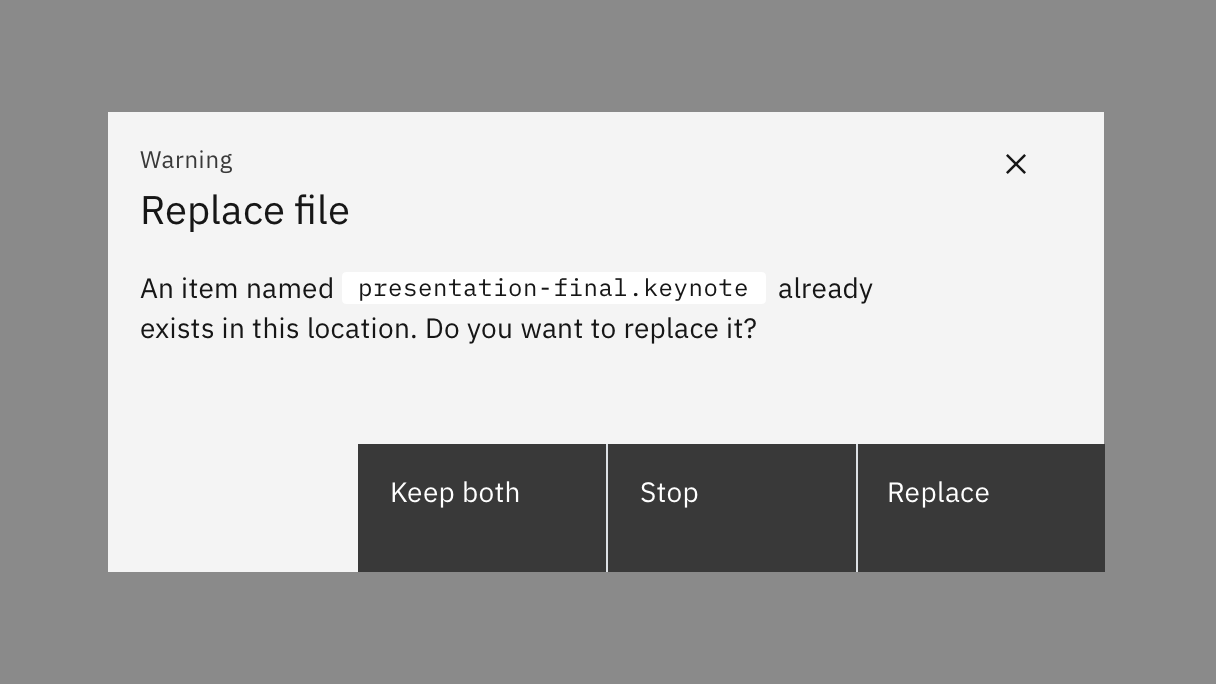 Warning
Replace file
An item named presentation-final.keynote already
exists in this location. Do you want to replace it?
Keep both
Stop
Replace